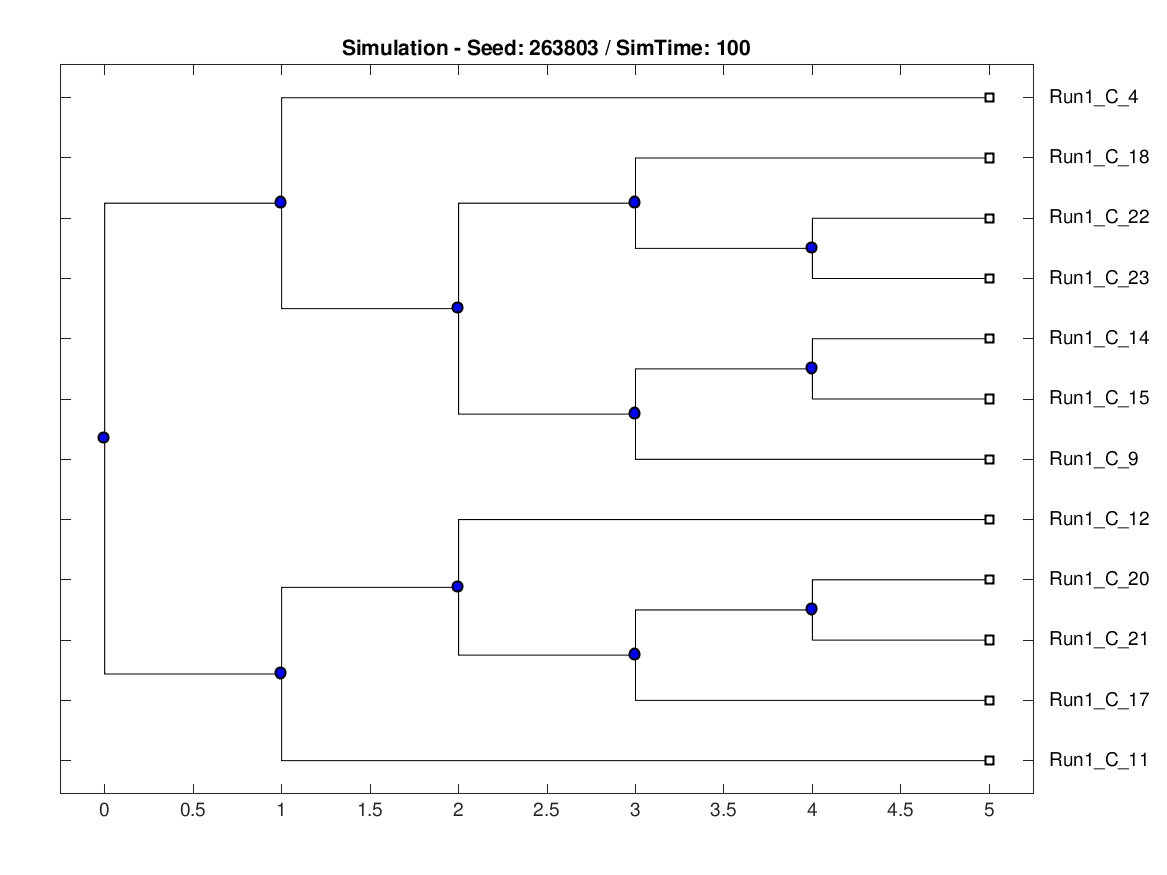 Simulation - Seed: 263803 / SimTime: 100
Run1_C_4
Run1_C_18
Run1_C_22
Run1_C_23
Run1_C_14
Run1_C_15
Run1_C_9
Run1_C_12
Run1_C_20
Run1_C_21
Run1_C_17
Run1_C_11
0 0.5 1 1.5 2 2.5 3 3.5 4 4.5 5